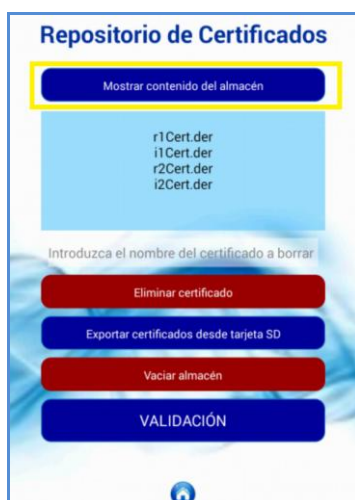 Repositorio de Certificados
Mostrar contenido del almacén
r1Cert.der
i1Cert.der
r2Cert.der
i2Cert.der
Introduzca el nombre del certificado a borrar
Eliminar certificado
Exportar certificados desde tarjeta SD
Vaciar almacén
VALIDACIÓN